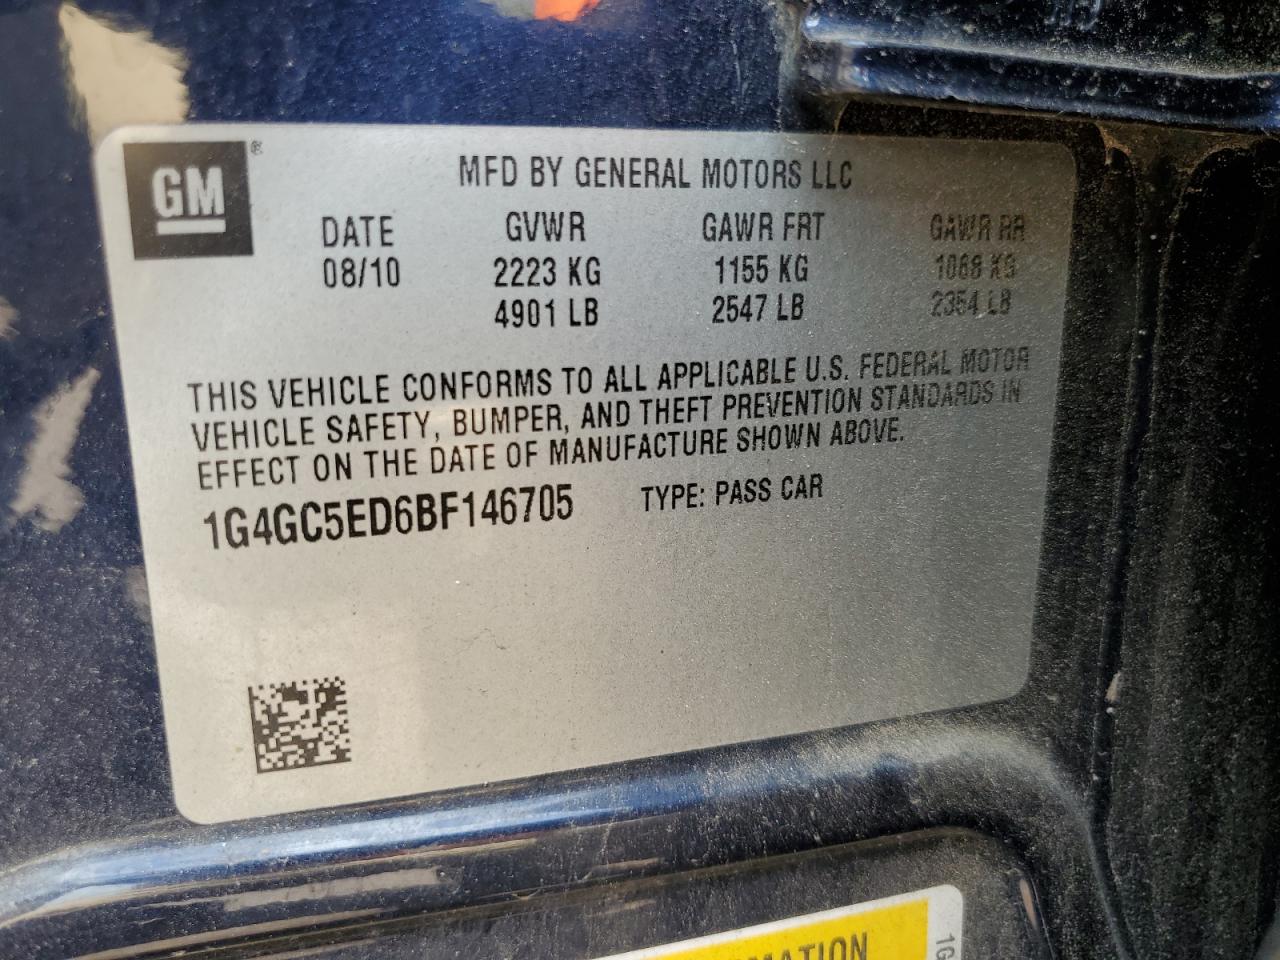 GM ®
MFD BY GENERAL MOTORS LLC
DATE GVWR GAWR FRT GAWR RR
08/10 2223 KG 1155 KG 1068 KG
4901 LB 2547 LB 2354 LB
THIS VEHICLE CONFORMS TO ALL APPLICABLE U.S. FEDERAL MOTOR
VEHICLE SAFETY, BUMPER, AND THEFT PREVENTION STANDARDS IN
EFFECT ON THE DATE OF MANUFACTURE SHOWN ABOVE.
1G4GC5ED6BF146705 TYPE: PASS CAR